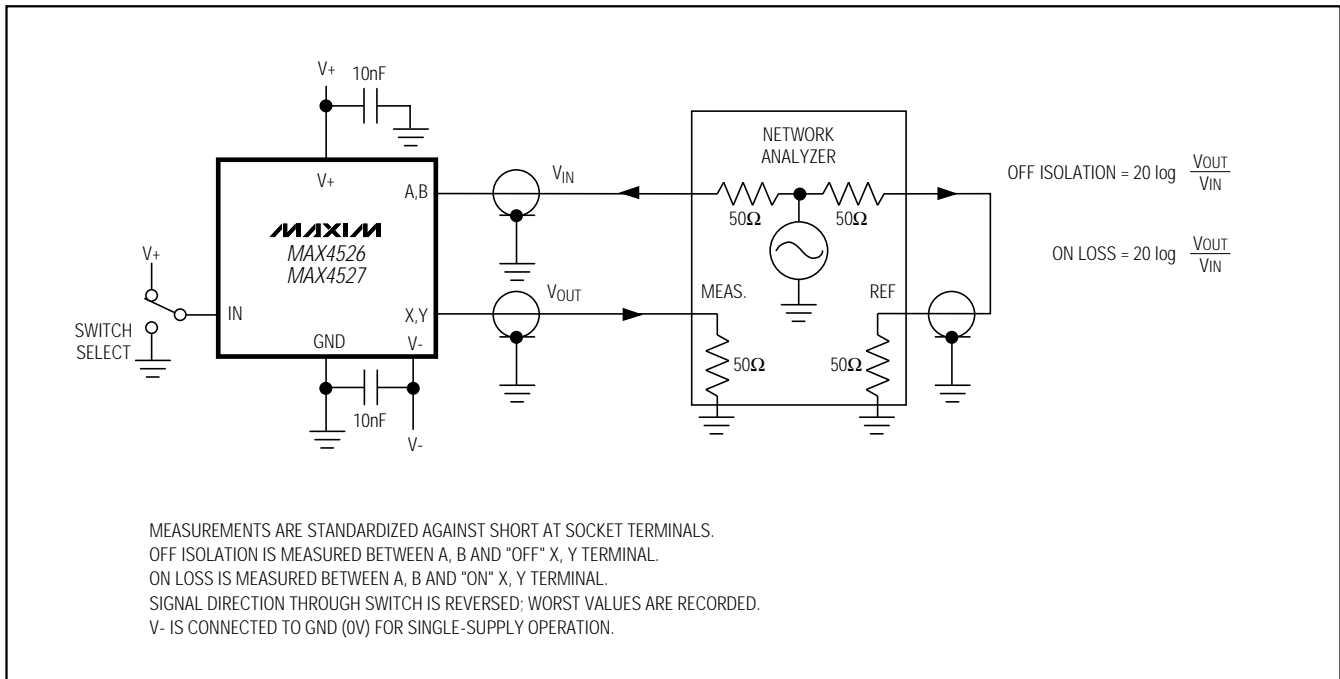 V+
10nF
NETWORK
ANALYZER
V+
A,B
VIN
50Ω
50Ω
OFF ISOLATION = 20 log VOUT
VIN
MAXIM
MAX4526
MAX4527
V+
ON LOSS = 20 log VOUT
VIN
IN
X,Y
VOUT
MEAS.
REF
SWITCH
SELECT
GND
V-
50Ω
50Ω
10nF
V-
MEASUREMENTS ARE STANDARDIZED AGAINST SHORT AT SOCKET TERMINALS.
OFF ISOLATION IS MEASURED BETWEEN A, B AND "OFF" X, Y TERMINAL.
ON LOSS IS MEASURED BETWEEN A, B AND "ON" X, Y TERMINAL.
SIGNAL DIRECTION THROUGH SWITCH IS REVERSED; WORST VALUES ARE RECORDED.
V- IS CONNECTED TO GND (0V) FOR SINGLE-SUPPLY OPERATION.